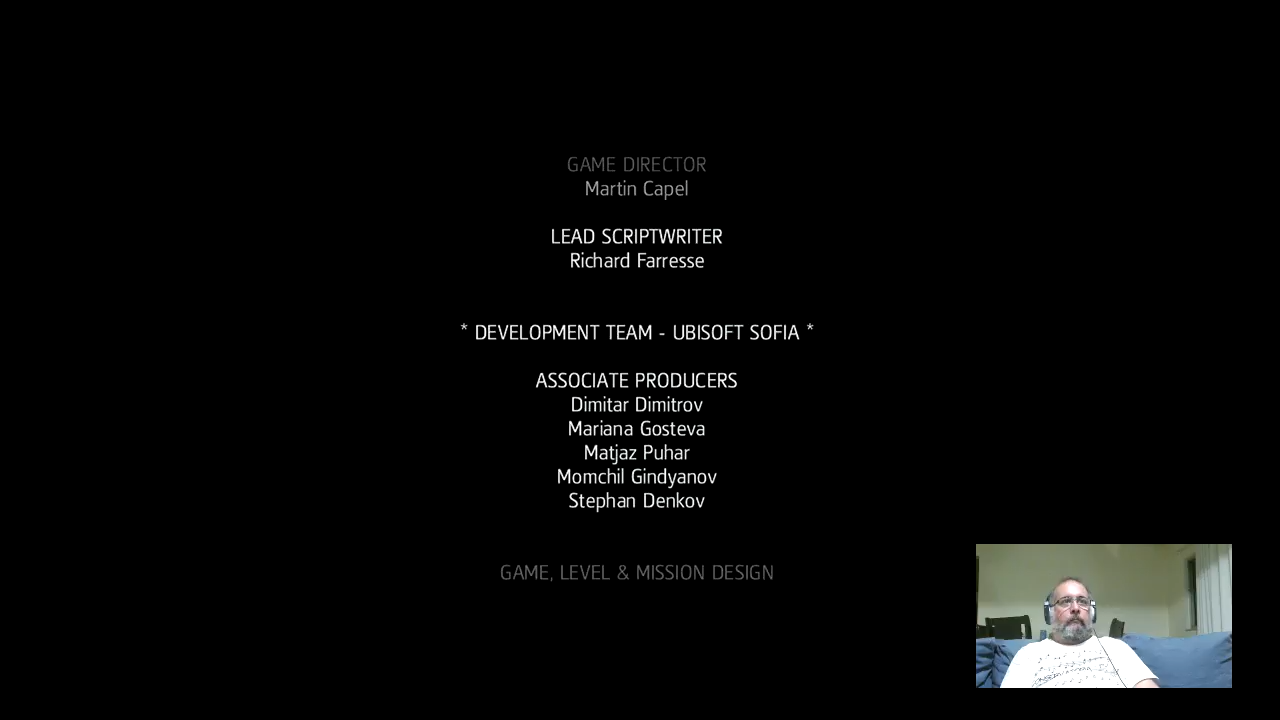 GAME DIRECTOR
Martin Capel
LEAD SCRIPTWRITER
Richard Farresse
* DEVELOPMENT TEAM - UBISOFT SOFIA *
ASSOCIATE PRODUCERS
Dimitar Dimitrov
Mariana Gosteva
Matjaz Puhar
Momchil Gindyanov
Stephan Denkov
GAME, LEVEL & MISSION DESIGN